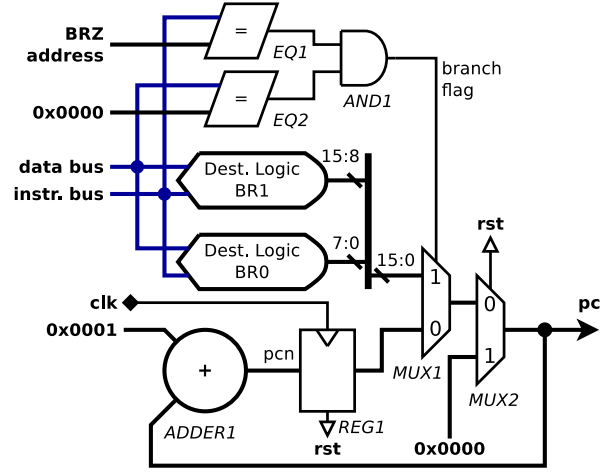 BRZ
address
=
EQ1
branch
flag
AND1
0x0000
=
EQ2
data bus
instr. bus
Dest. Logic
BR1
15:8
Dest. Logic
BR0
7:0
15:0
rst
clk
1
0
0
1
pc
0x0001
+
pcn
ADDER1
REG1
rst
MUX1
MUX2
0x0000